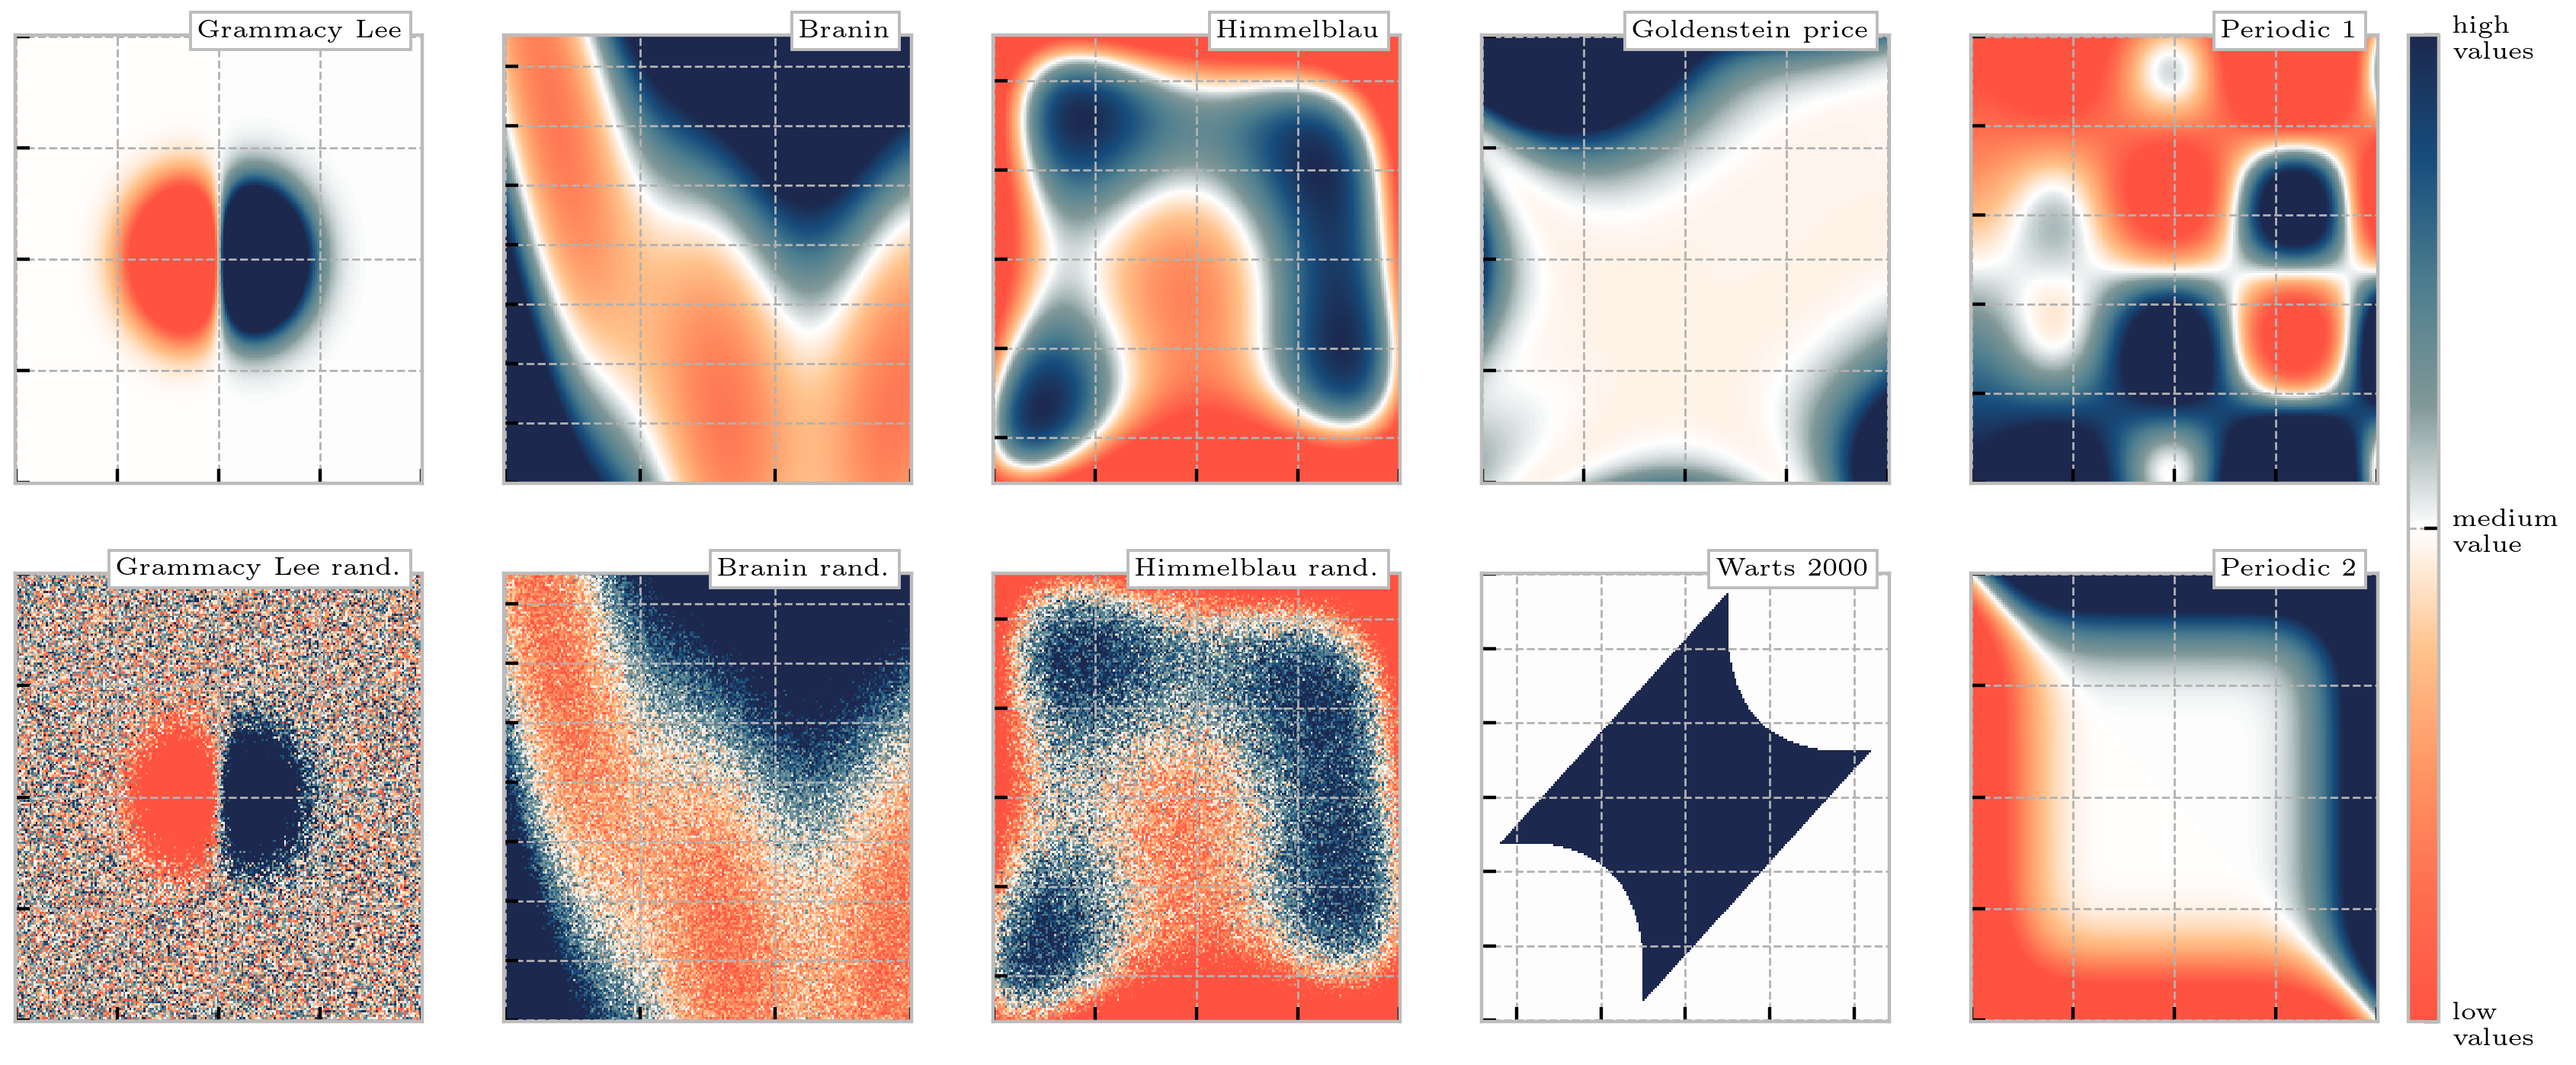 Grammacy Lee
Branin
Himmelblau
Goldenstein price
Periodic 1
high
values
medium
value
Grammacy Lee rand.
Branin rand.
Himmelblau rand.
Warts 2000
Periodic 2
low
values